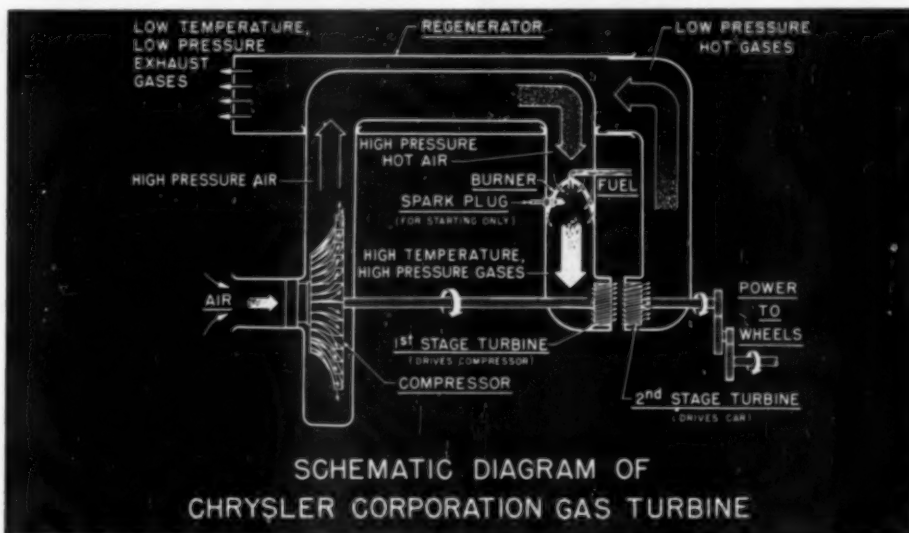 LOW TEMPERATURE,
LOW PRESSURE
EXHAUST
GASES
REGENERATOR
LOW PRESSURE
HOT GASES
HIGH PRESSURE
HOT AIR
HIGH PRESSURE AIR
BURNER
FUEL
SPARK PLUG
(FOR STARTING ONLY)
HIGH TEMPERATURE,
HIGH PRESSURE GASES
AIR
POWER
TO
WHEELS
1st STAGE TURBINE
(DRIVES COMPRESSOR)
COMPRESSOR
2nd STAGE TURBINE
(DRIVES CAR)
SCHEMATIC DIAGRAM OF
CHRYSLER CORPORATION GAS TURBINE